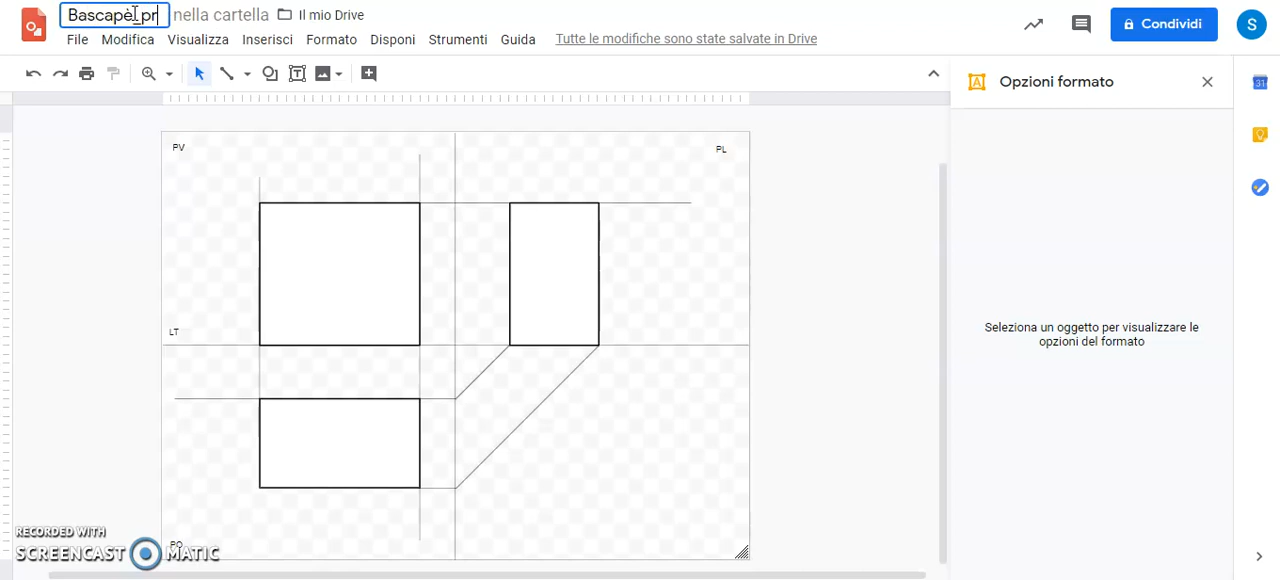 Bascapè_pr nella cartella Il mio Drive
Condividi
S
File Modifica Visualizza Inserisci Formato Disponi Strumenti Guida Tutte le modifiche sono state salvate in Drive
Opzioni formato
31
PV
PL
LT
Seleziona un oggetto per visualizzare le
opzioni del formato
PO
RECORDED WITH
SCREENCAST MATIC